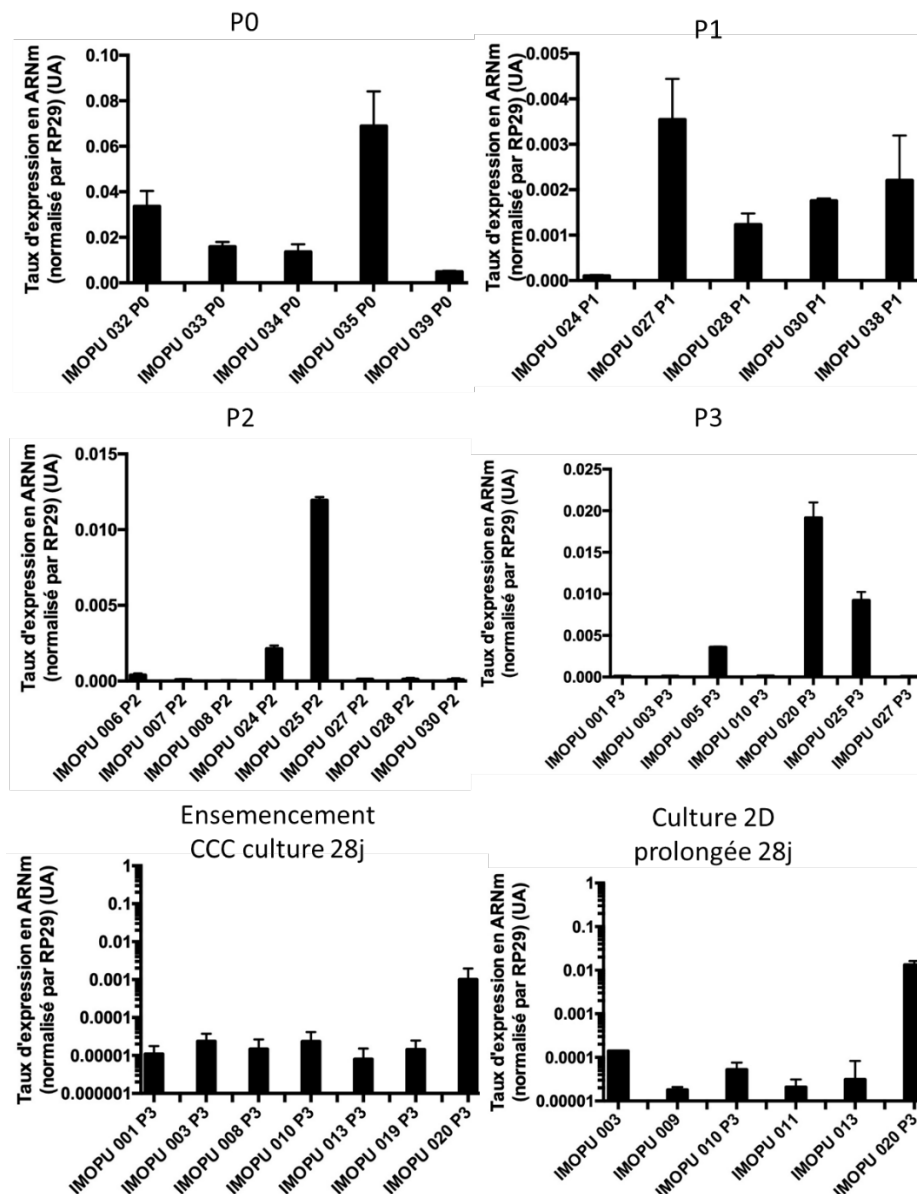 P0
Taux d'expression en ARNm
(normalisé par RP29) (UA)
0.10
0.08
0.06
0.04
0.02
0.00
IMOPU 032 P0
IMOPU 033 P0
IMOPU 034 P0
IMOPU 035 P0
IMOPU 039 P0
P1
Taux d'expression en ARNm
(normalisé par RP29) (UA)
0.005
0.004
0.003
0.002
0.001
0.000
IMOPU 024 P1
IMOPU 027 P1
IMOPU 028 P1
IMOPU 030 P1
IMOPU 038 P1
P2
Taux d'expression en ARNm
(normalisé par RP29) (UA)
0.015
0.010
0.005
0.000
IMOPU 006 P2
IMOPU 007 P2
IMOPU 008 P2
IMOPU 024 P2
IMOPU 025 P2
IMOPU 027 P2
IMOPU 028 P2
IMOPU 030 P2
P3
Taux d'expression en ARNm
(normalisé par RP29) (UA)
0.025
0.020
0.015
0.010
0.005
0.000
IMOPU 001 P3
IMOPU 003 P3
IMOPU 005 P3
IMOPU 010 P3
IMOPU 020 P3
IMOPU 025 P3
IMOPU 027 P3
Ensemencement
CCC culture 28j
Taux d'expression en ARNm
(normalisé par RP29) (UA)
1
0.1
0.01
0.001
0.0001
0.00001
0.000001
IMOPU 001 P3
IMOPU 003 P3
IMOPU 008 P3
IMOPU 010 P3
IMOPU 013 P3
IMOPU 019 P3
IMOPU 020 P3
Culture 2D
prolongée 28j
Taux d'expression en ARNm
(normalisé par RP29) (UA)
1
0.1
0.01
0.001
0.0001
0.00001
IMOPU 003
IMOPU 009
IMOPU 010 P3
IMOPU 011
IMOPU 013
IMOPU 020 P3